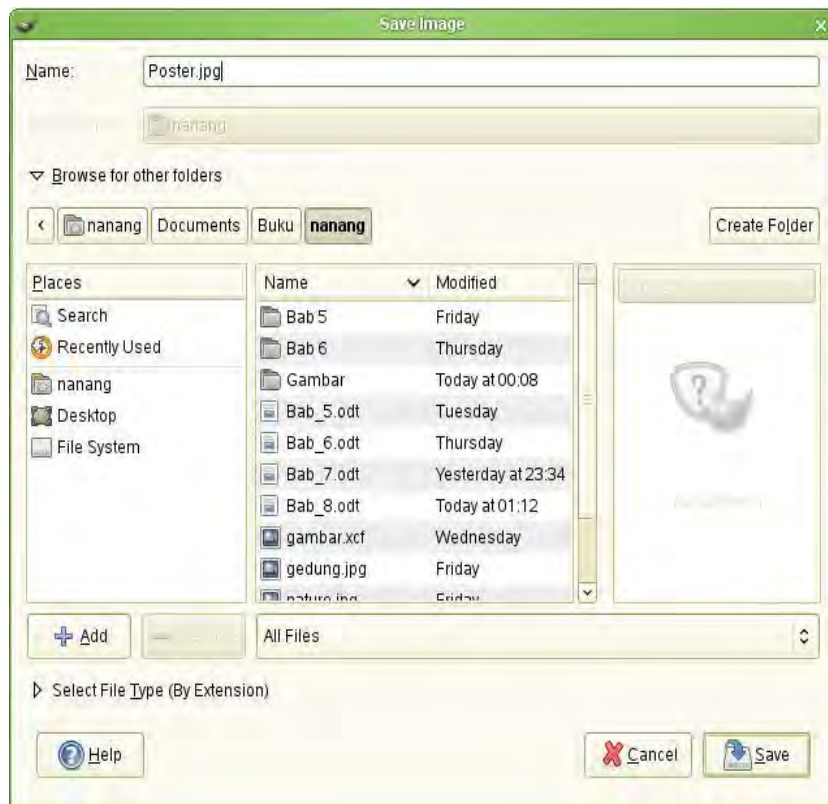 Save Image
Name: Poster.jpg
nanang
Browse for other folders
nanang Documents Buku nanang Create Folder
Places
Search
Recently Used
nanang
Desktop
File System
Name Modified
Bab 5 Friday
Bab 6 Thursday
Gambar Today at 00:08
Bab_5.odt Tuesday
Bab_6.odt Thursday
Bab_7.odt Yesterday at 23:34
Bab_8.odt Today at 01:12
gambar.xcf Wednesday
gedung.jpg Friday
nature.jpg Friday
Add All Files
Select File Type (By Extension)
Help Cancel Save